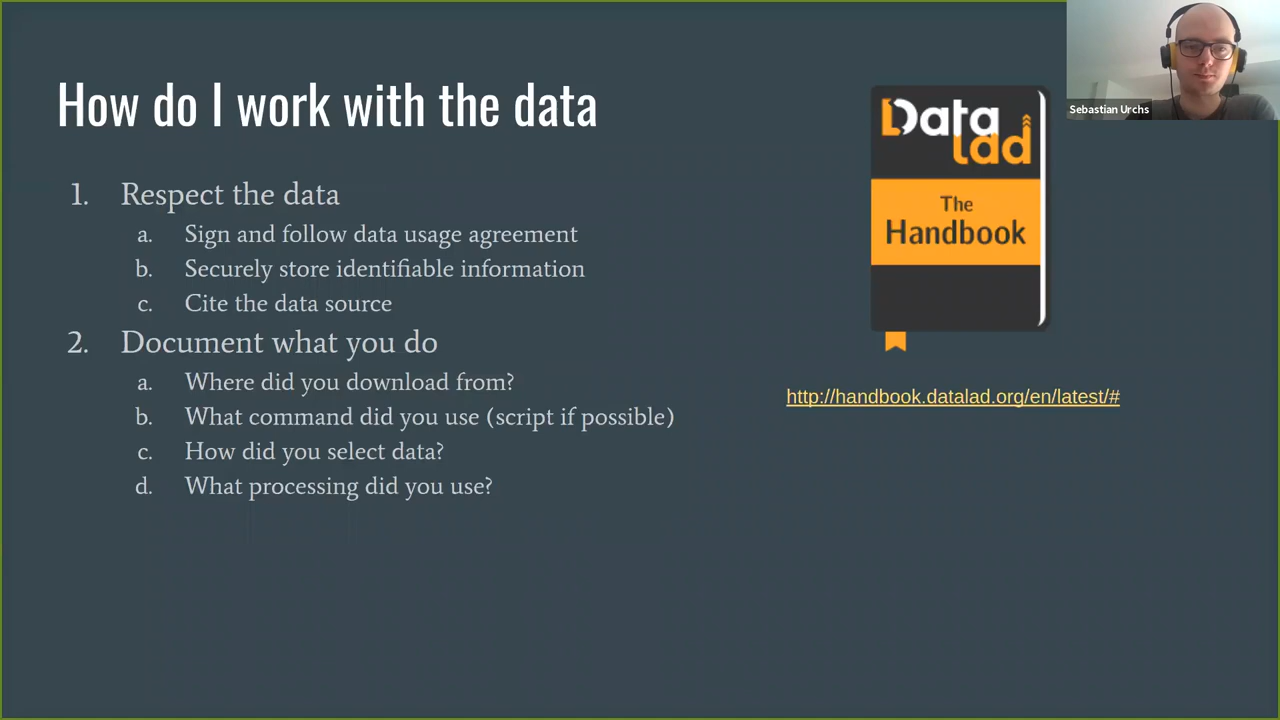 How do I work with the data
1. Respect the data
a. Sign and follow data usage agreement
b. Securely store identifiable information
c. Cite the data source
2. Document what you do
a. Where did you download from?
b. What command did you use (script if possible)
c. How did you select data?
d. What processing did you use?
Data
lad
The
Handbook
http://handbook.datalad.org/en/latest/#
Sebastian Urchs